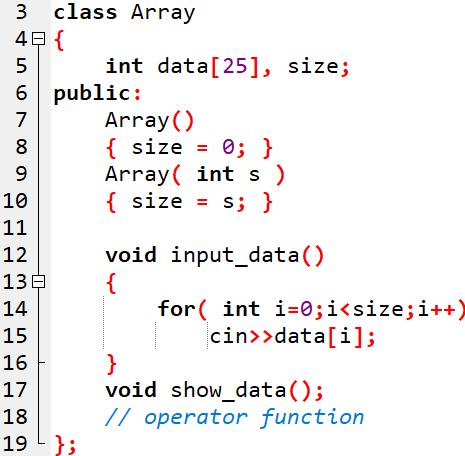 3 class Array
4 {
5 int data[25], size;
6 public:
7 Array()
8 { size = 0; }
9 Array( int s )
10 { size = s; }
11
12 void input_data()
13 {
14 for( int i=0;i<size;i++)
15 cin>>data[i];
16 }
17 void show_data();
18 // operator function
19 };